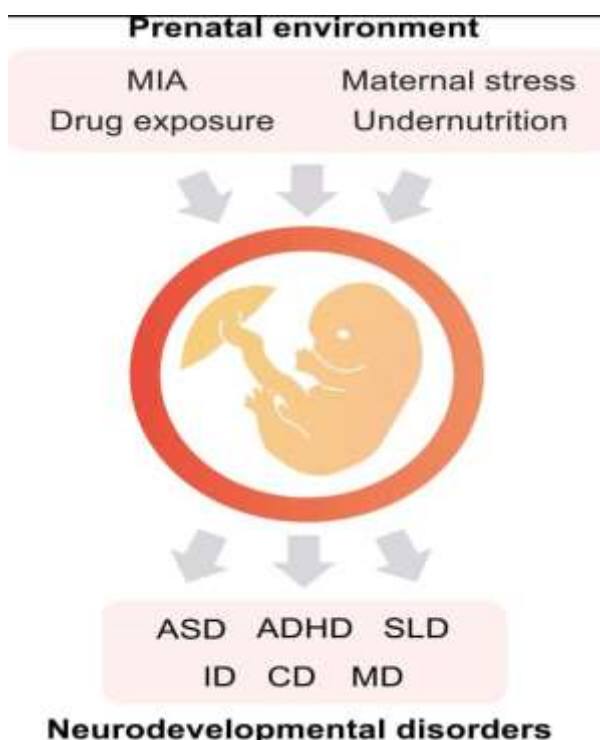 Prenatal environment
MIA Maternal stress
Drug exposure Undernutrition
ASD ADHD SLD
ID CD MD
Neurodevelopmental disorders